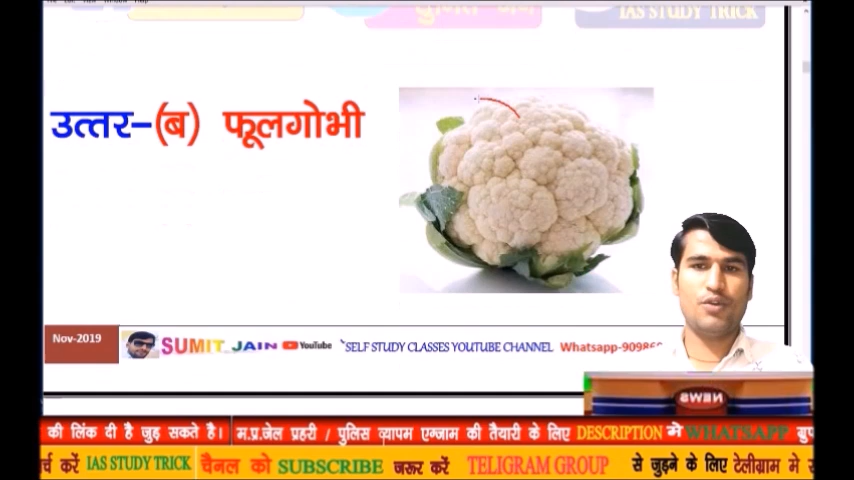 IAS STUDY TRICK
उत्तर–(ब) फूलगोभी
Nov-2019
SUMIT JAIN YouTube SELF STUDY CLASSES YOUTUBE CHANNEL Whatsapp-90986
NEWS
की लिंक दी है जुड़ सकते है। म.प्र.जेल प्रहरी / पुलिस व्यापम एग्जाम की तैयारी के लिए DESCRIPTION मे WHATSAPP ग्रुप
र्च करें IAS STUDY TRICK चैनल को SUBSCRIBE जरूर करें TELIGRAM GROUP से जुड़ने के लिए टेलीग्राम मे